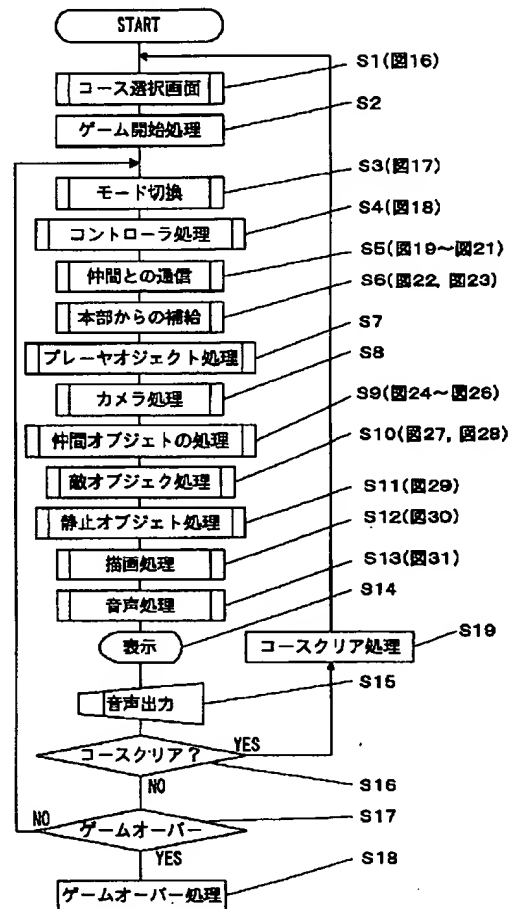 START
コース選択画面
S1(図16)
ゲーム開始処理
S2
モード切換
S3(図17)
コントローラ処理
S4(図18)
仲間との通信
S5(図19～図21)
本部からの補給
S6(図22, 図23)
プレーヤオジェクト処理
S7
カメラ処理
S8
仲間オブジェトの処理
S9(図24～図26)
敵オブジェク処理
S10(図27, 図28)
静止オブジェト処理
S11(図29)
描画処理
S12(図30)
音声処理
S13(図31)
表示
S14
コースクリア処理
S19
音声出力
S15
コースクリア？
YES
S16
NO
NO
ゲームオーバー
S17
YES
S18
ゲームオーバー処理